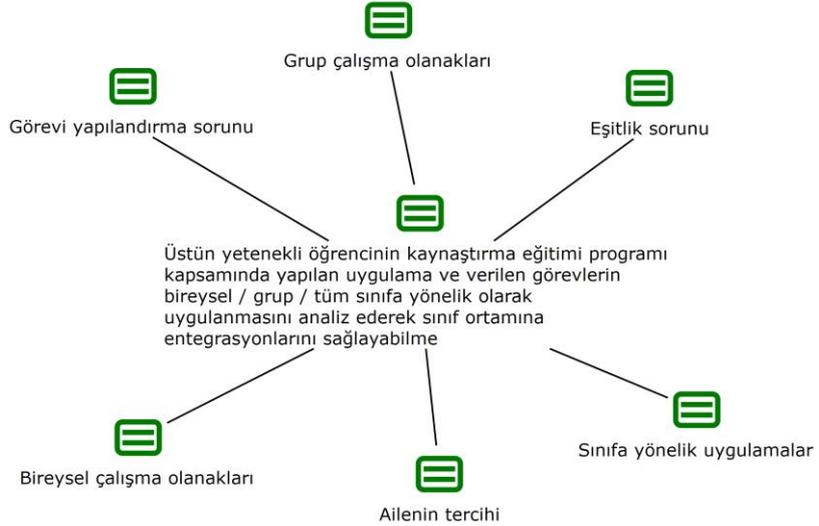 Grup çalışma olanakları
Görevi yapılandırma sorunu
Eşitlik sorunu
Üstün yetenekli öğrencinin kaynaştırma eğitimi programı
kapsamında yapılan uygulama ve verilen görevlerin
bireysel / grup / tüm sınıfa yönelik olarak
uygulanmasını analiz ederek sınıf ortamına
entegrasyonlarını sağlayabilme
Sınıfa yönelik uygulamalar
Bireysel çalışma olanakları
Ailenin tercihi